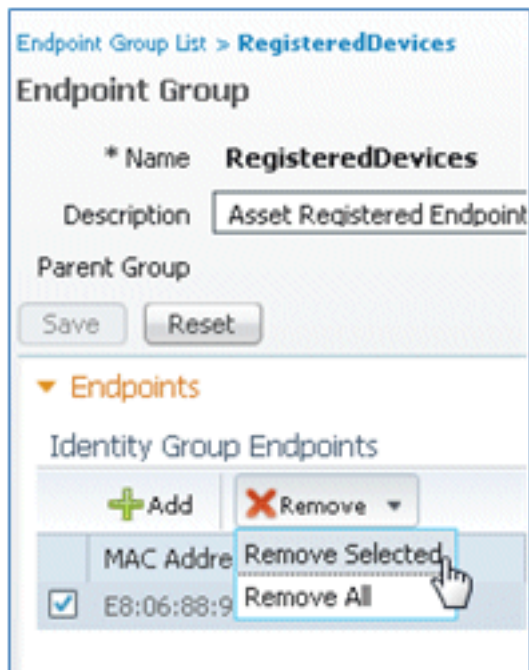 Endpoint Group List > RegisteredDevices
Endpoint Group
* Name RegisteredDevices
Description Asset Registered Endpoint
Parent Group
Save Reset
Endpoints
Identity Group Endpoints
Add Remove
MAC Addre Remove Selected
E8:06:88:9 Remove All